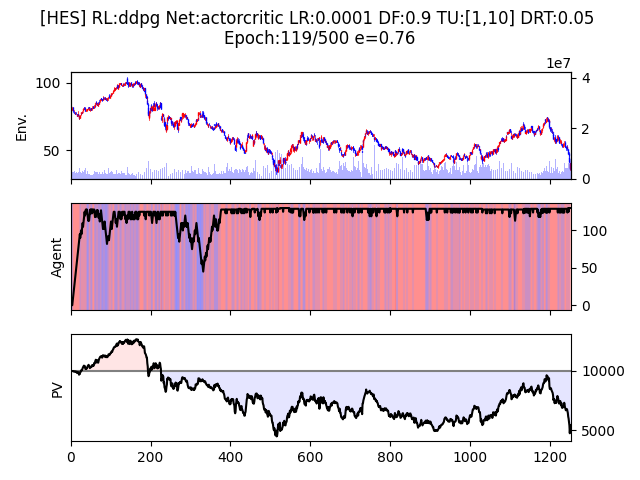 [HES] RL:ddpg Net:actorcritic LR:0.0001 DF:0.9 TU:[1,10] DRT:0.05
Epoch:119/500 e=0.76
1e7
100
50
Env.
4
2
0
Agent
100
50
0
PV
10000
5000
0 200 400 600 800 1000 1200